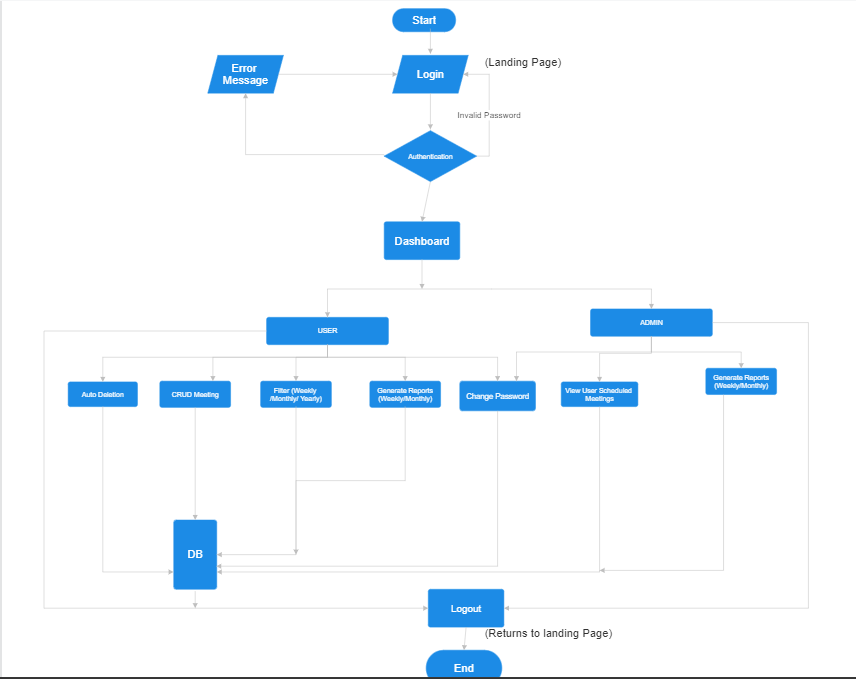 Start
Error
Message
Login
(Landing Page)
Invalid Password
Authentication
Dashboard
USER
ADMIN
Auto Deletion
CRUD Meeting
Filter (Weekly
/Monthly/ Yearly)
Generate Reports
(Weekly/Monthly)
Change Password
View User Scheduled
Meetings
Generate Reports
(Weekly/Monthly)
DB
Logout
(Returns to landing Page)
End